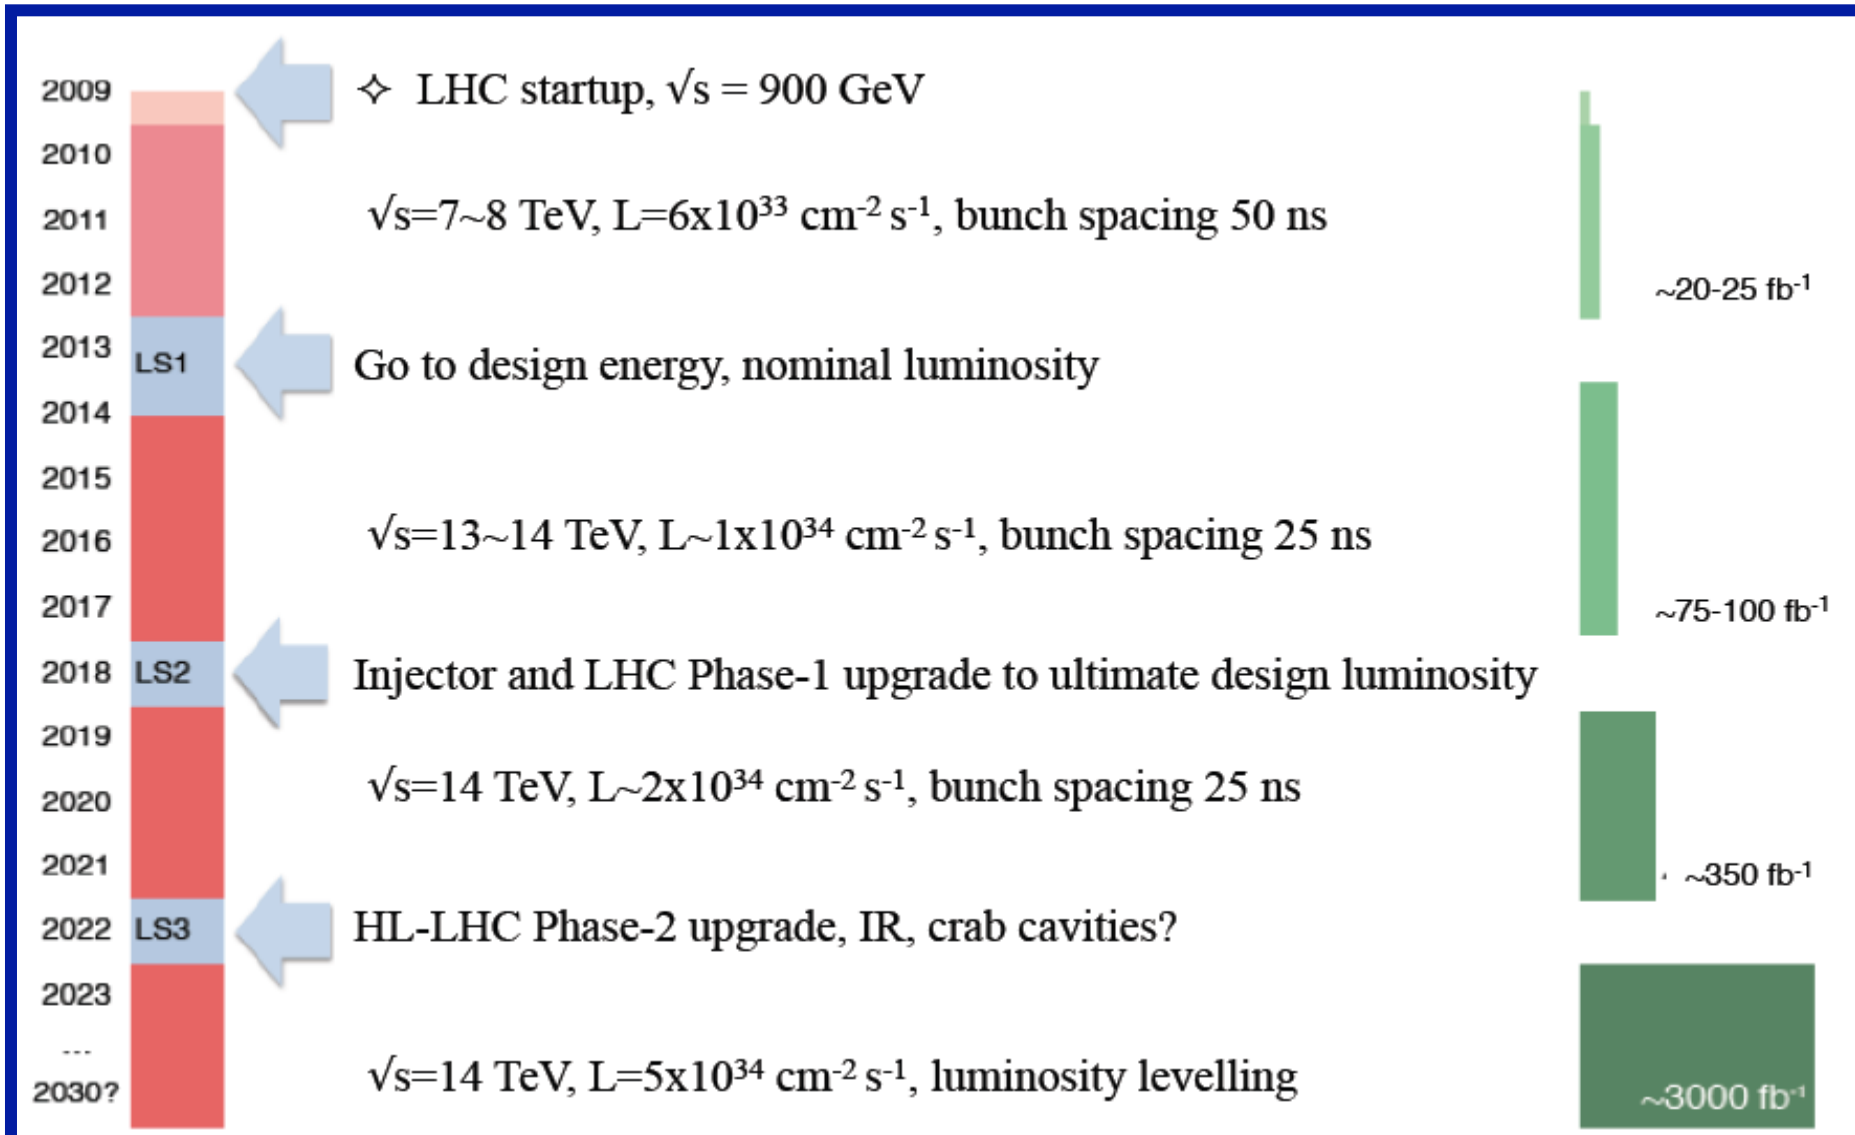 2009 ✧ LHC startup, √s = 900 GeV
2010
2011 √s=7~8 TeV, L=6x10³³ cm⁻² s⁻¹, bunch spacing 50 ns
2012 ~20-25 fb⁻¹
2013 LS1 Go to design energy, nominal luminosity
2014
2015
2016 √s=13~14 TeV, L~1x10³⁴ cm⁻² s⁻¹, bunch spacing 25 ns
2017 ~75-100 fb⁻¹
2018 LS2 Injector and LHC Phase-1 upgrade to ultimate design luminosity
2019
2020 √s=14 TeV, L~2x10³⁴ cm⁻² s⁻¹, bunch spacing 25 ns
2021 ~350 fb⁻¹
2022 LS3 HL-LHC Phase-2 upgrade, IR, crab cavities?
2023
...
2030? √s=14 TeV, L=5x10³⁴ cm⁻² s⁻¹, luminosity levelling ~3000 fb⁻¹